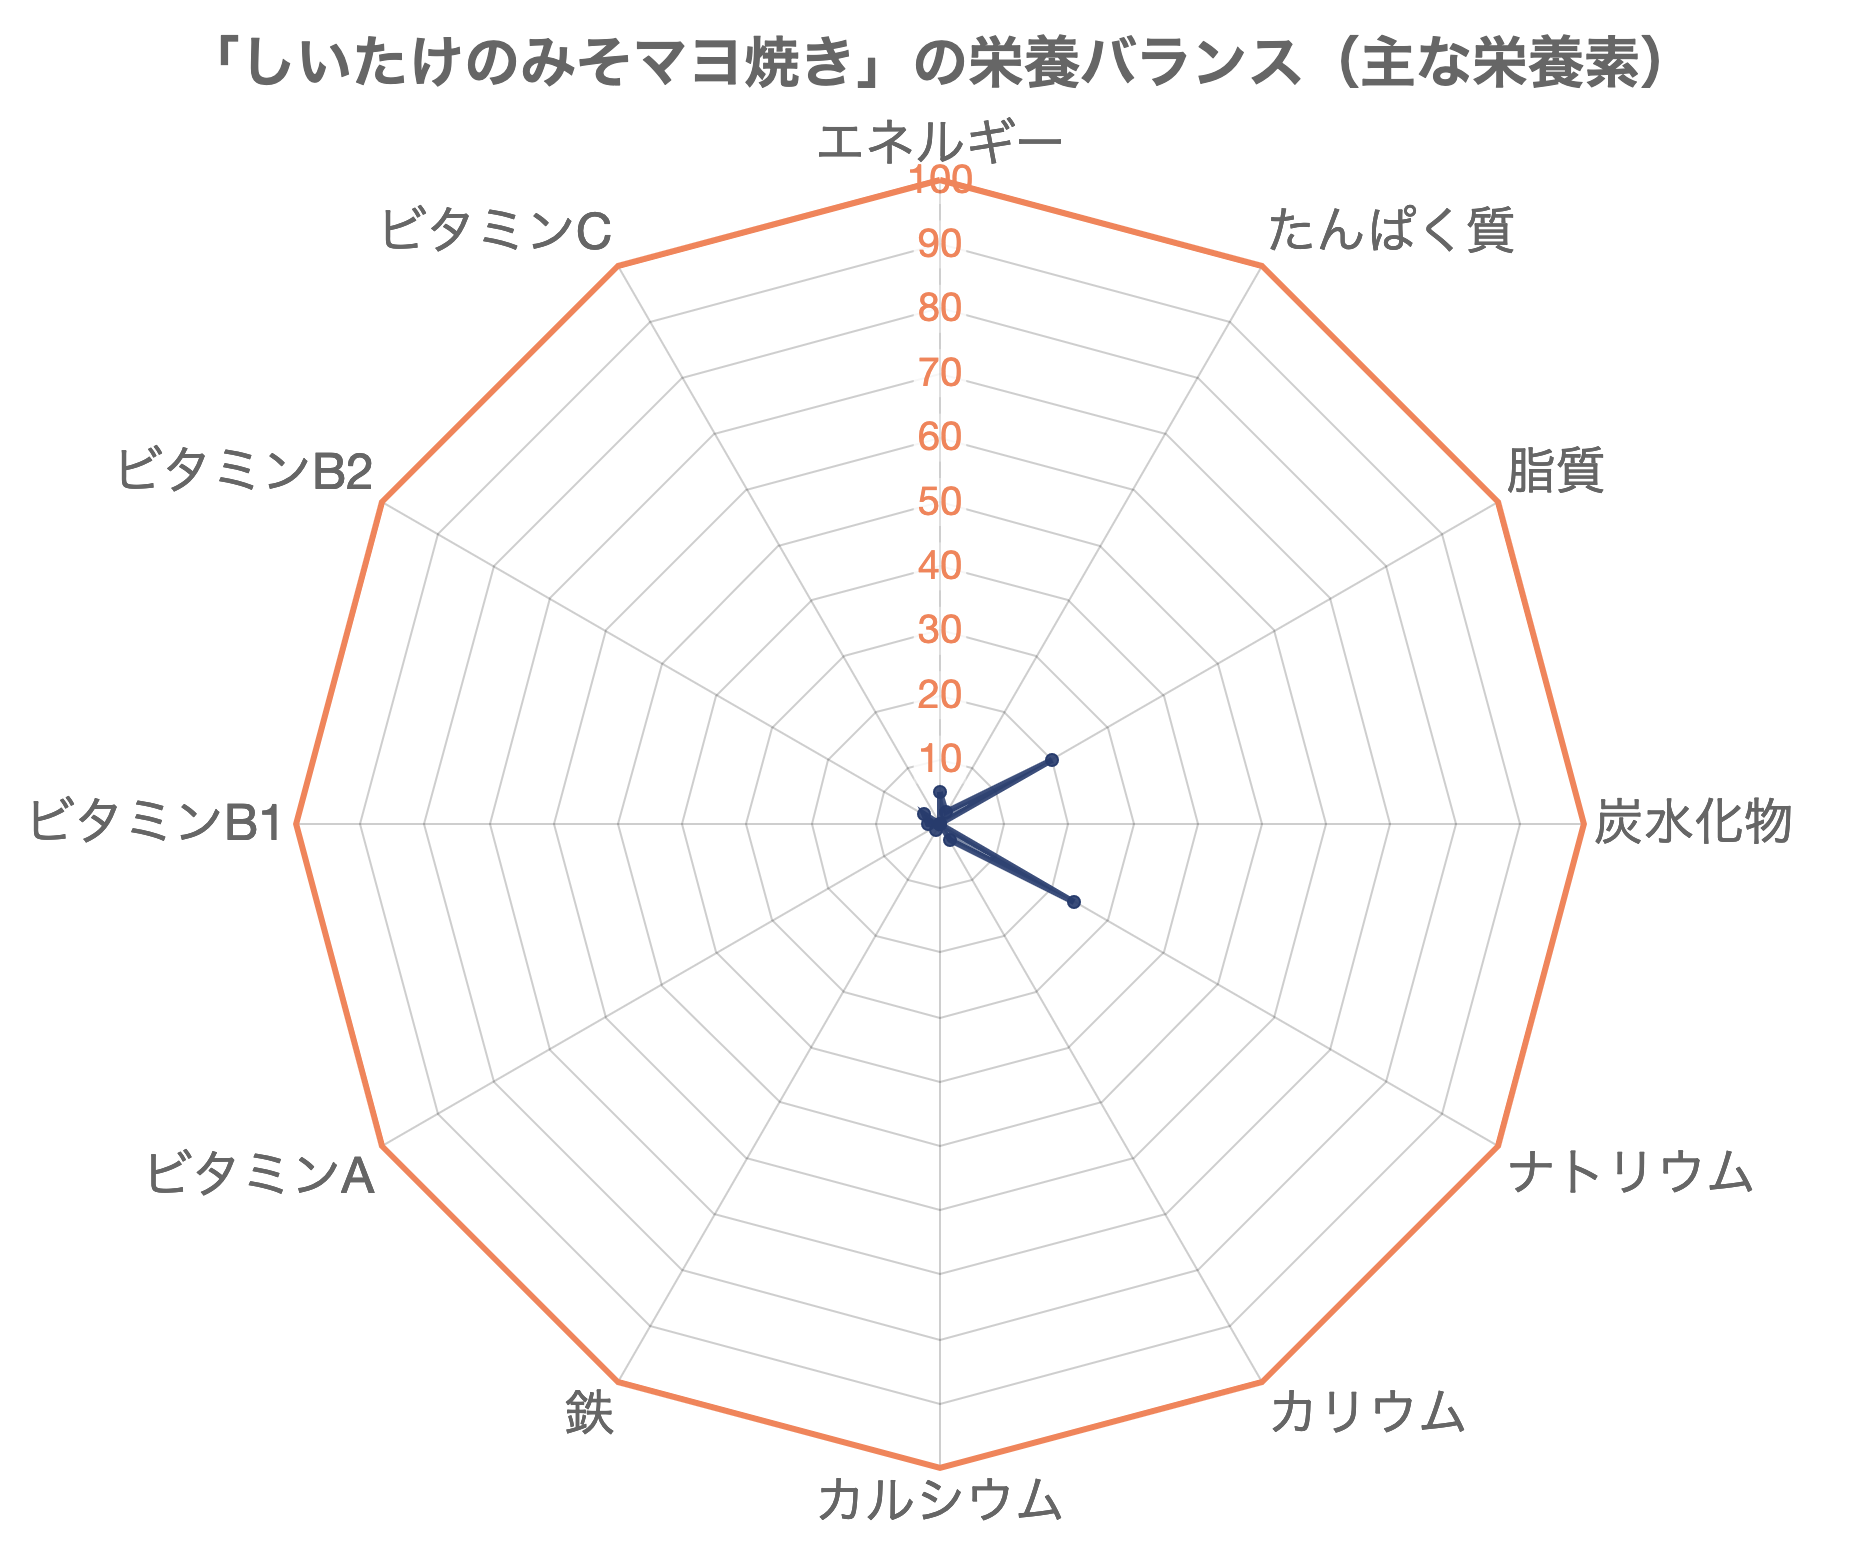 「しいたけのみそマヨ焼き」の栄養バランス（主な栄養素）
エネルギー
たんぱく質
脂質
炭水化物
ナトリウム
カリウム
カルシウム
鉄
ビタミンA
ビタミンB1
ビタミンB2
ビタミンC
100
90
80
70
60
50
40
30
20
10